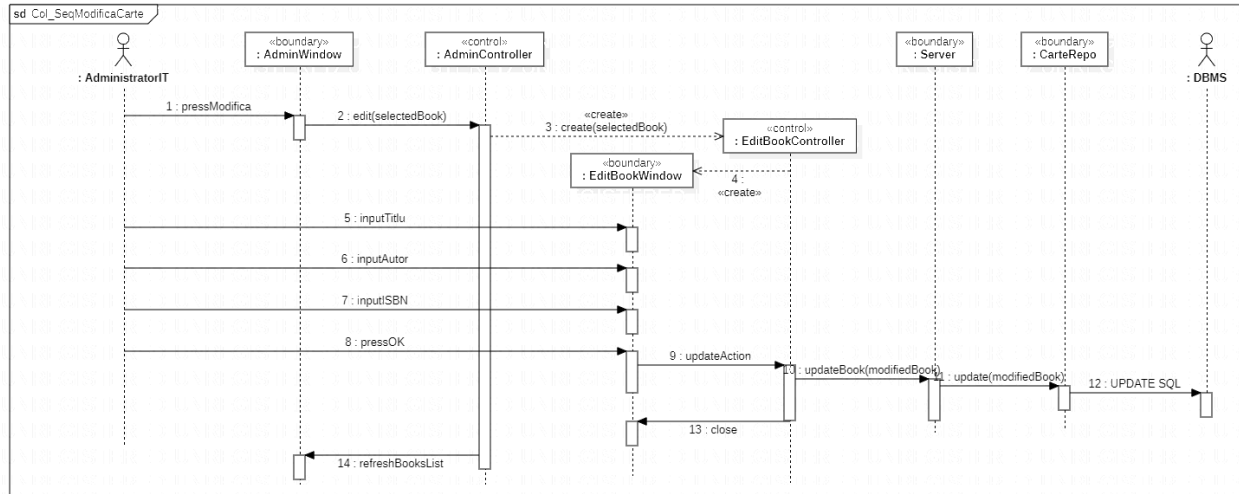 sd Col_SeqModificaCarte
: AdministratorIT
«boundary»
: AdminWindow
«control»
: AdminController
«boundary»
: Server
«boundary»
: CarteRepo
: DBMS
1 : pressModifica
2 : edit(selectedBook)
«create»
3 : create(selectedBook)
«control»
: EditBookController
«boundary»
: EditBookWindow
4 :
«create»
5 : inputTitlu
6 : inputAutor
7 : inputISBN
8 : pressOK
9 : updateAction
10 : updateBook(modifiedBook)
11 : update(modifiedBook)
12 : UPDATE SQL
13 : close
14 : refreshBooksList